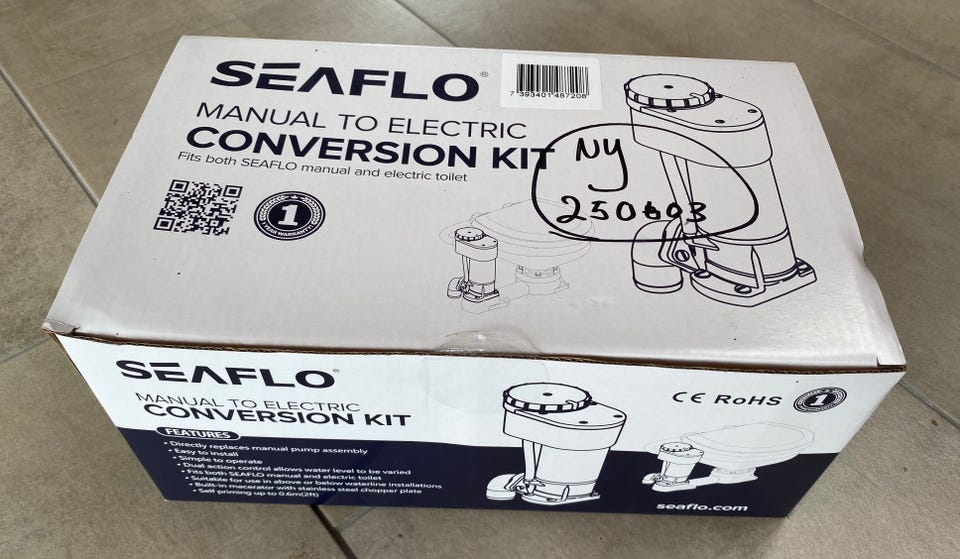 SEAFLO®
7 393401 487208
MANUAL TO ELECTRIC
CONVERSION KIT
Fits both SEAFLO manual and electric toilet
NY
250603
1
YEAR WARRANTY
SEAFLO®
MANUAL TO ELECTRIC
CONVERSION KIT
CE RoHS
1
FEATURES
• Directly replaces manual pump assembly
• Easy to install
• Simple to operate
• Dual action control allows water level to be varied
• Fits both SEAFLO manual and electric toilet
• Suitable for use in above or below waterline installations
• Built-in macerator with stainless steel chopper plate
• Self priming up to 0.6m(2ft)
seaflo.com